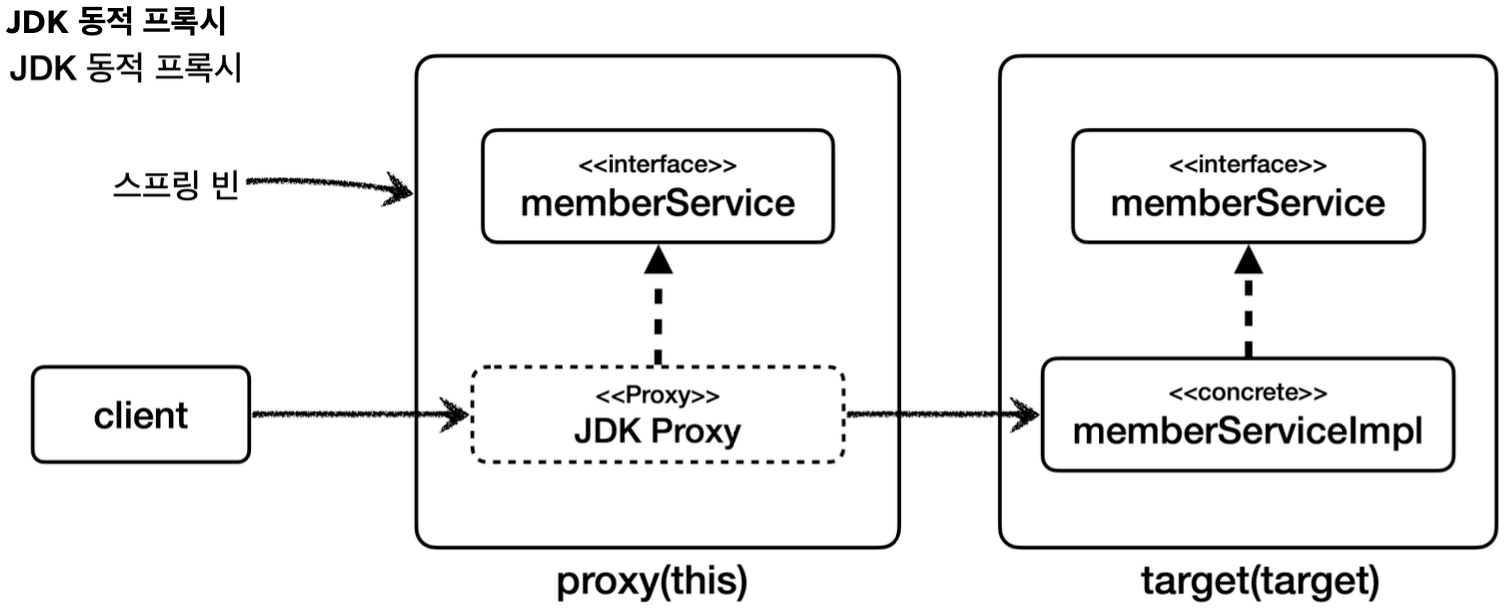 JDK 동적 프록시
JDK 동적 프록시
스프링 빈
<<interface>>
memberService
<<interface>>
memberService
client
<<Proxy>>
JDK Proxy
<<concrete>>
memberServiceImpl
proxy(this)
target(target)